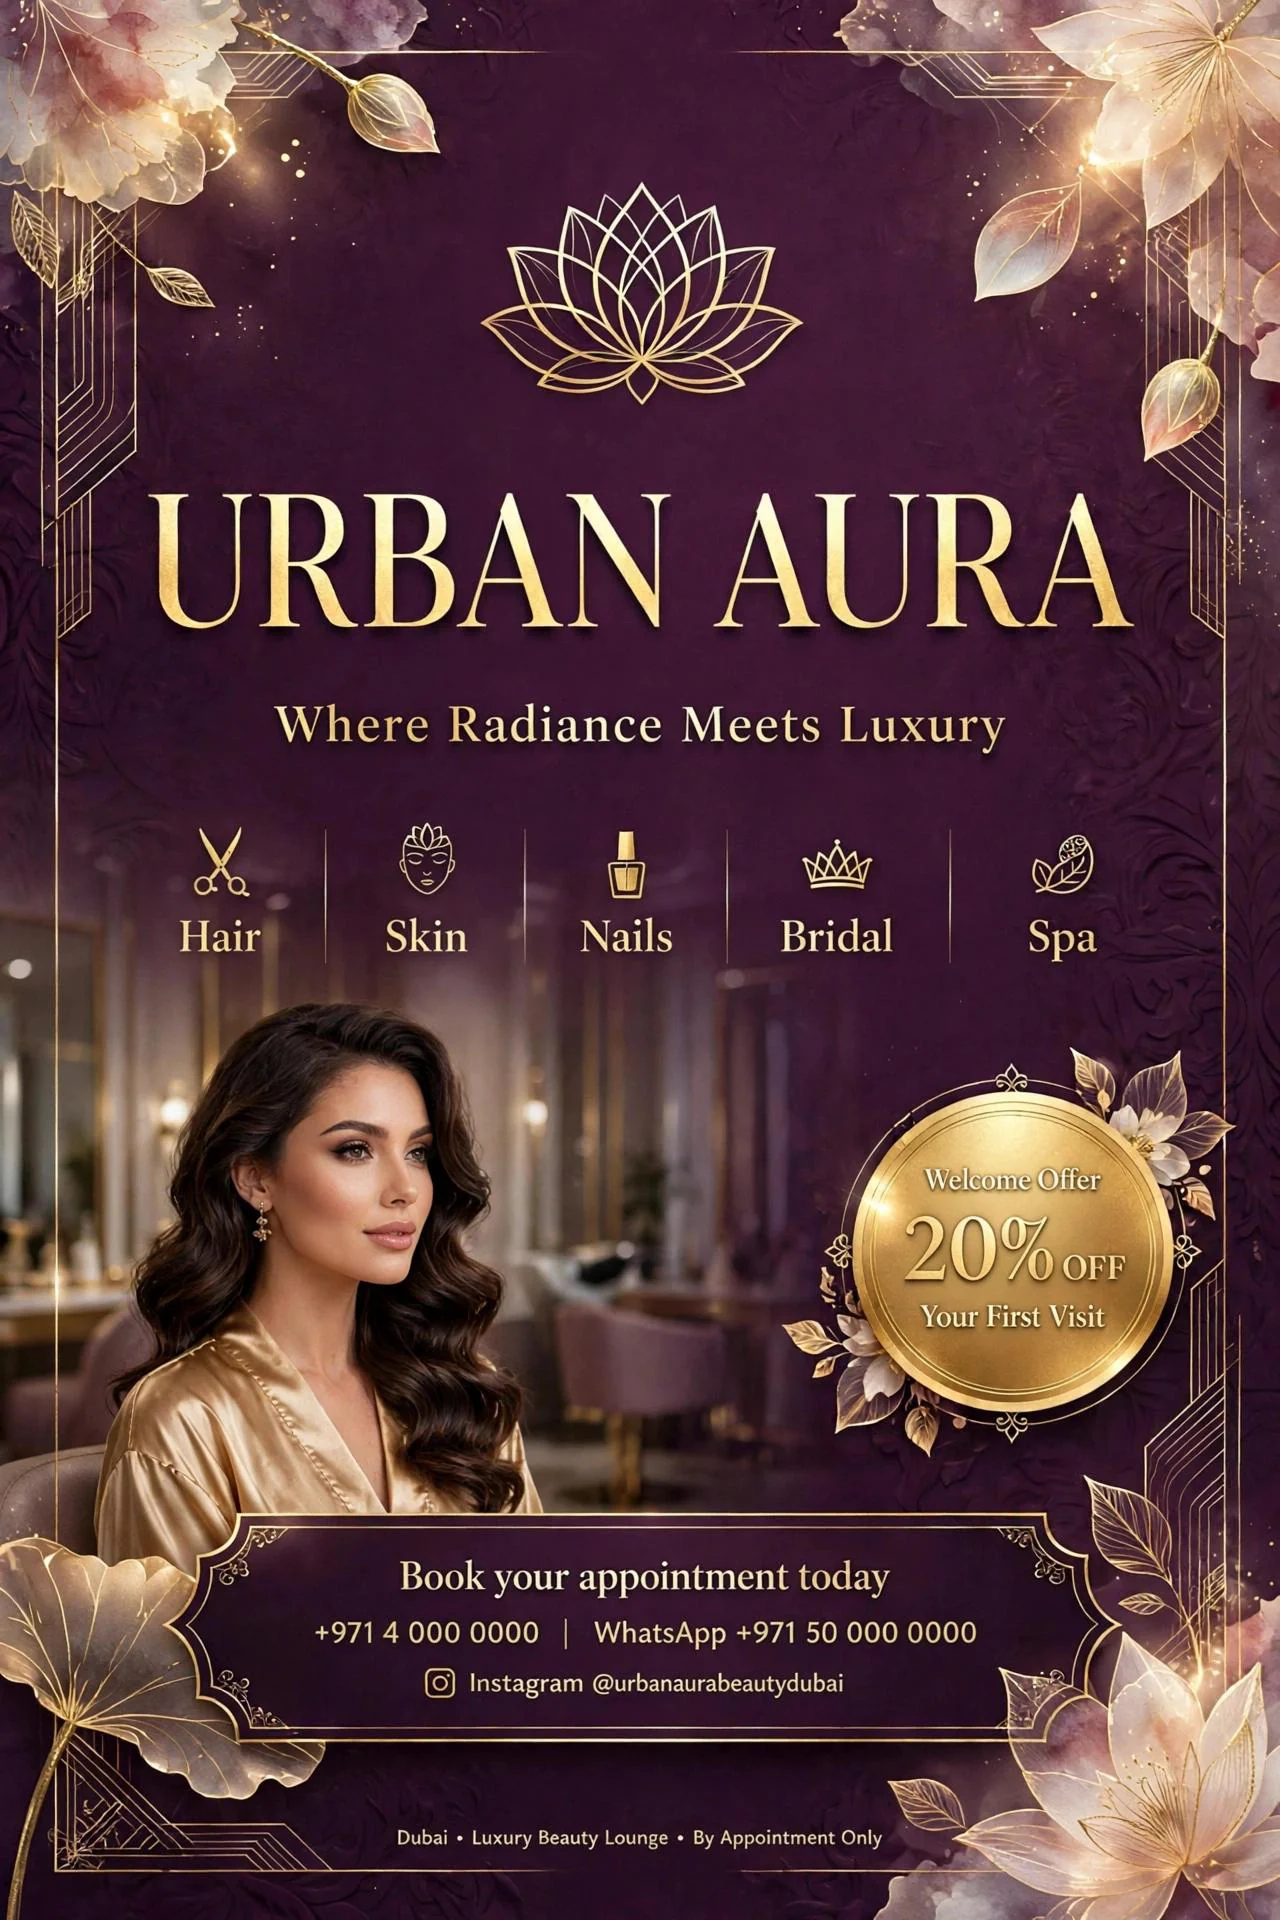 URBAN AURA
Where Radiance Meets Luxury
Hair
Skin
Nails
Bridal
Spa
Welcome Offer
20% OFF
Your First Visit
Book your appointment today
+971 4 000 0000 | WhatsApp +971 50 000 0000
Instagram @urbanaurabeautydubai
Dubai • Luxury Beauty Lounge • By Appointment Only